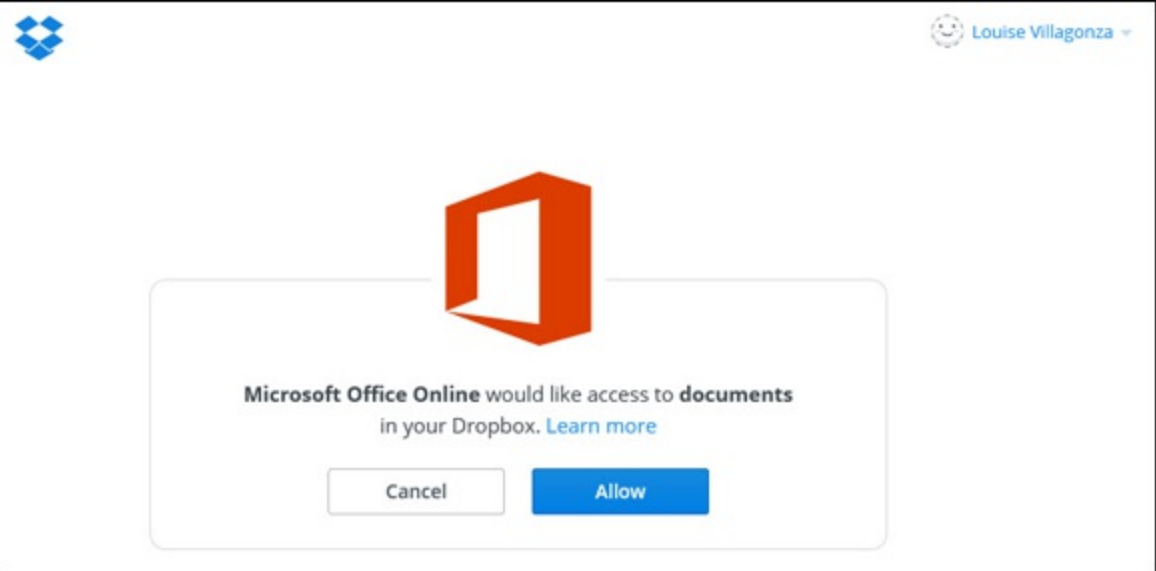 Louise Villagonza
Microsoft Office Online would like access to documents
in your Dropbox. Learn more
Cancel
Allow